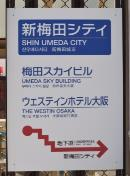 新梅田シティ
SHIN UMEDA CITY
梅田スカイビル
UMEDA SKY BUILDING
ウェスティンホテル大阪
THE WESTIN OSAKA
地下道
新梅田シティ